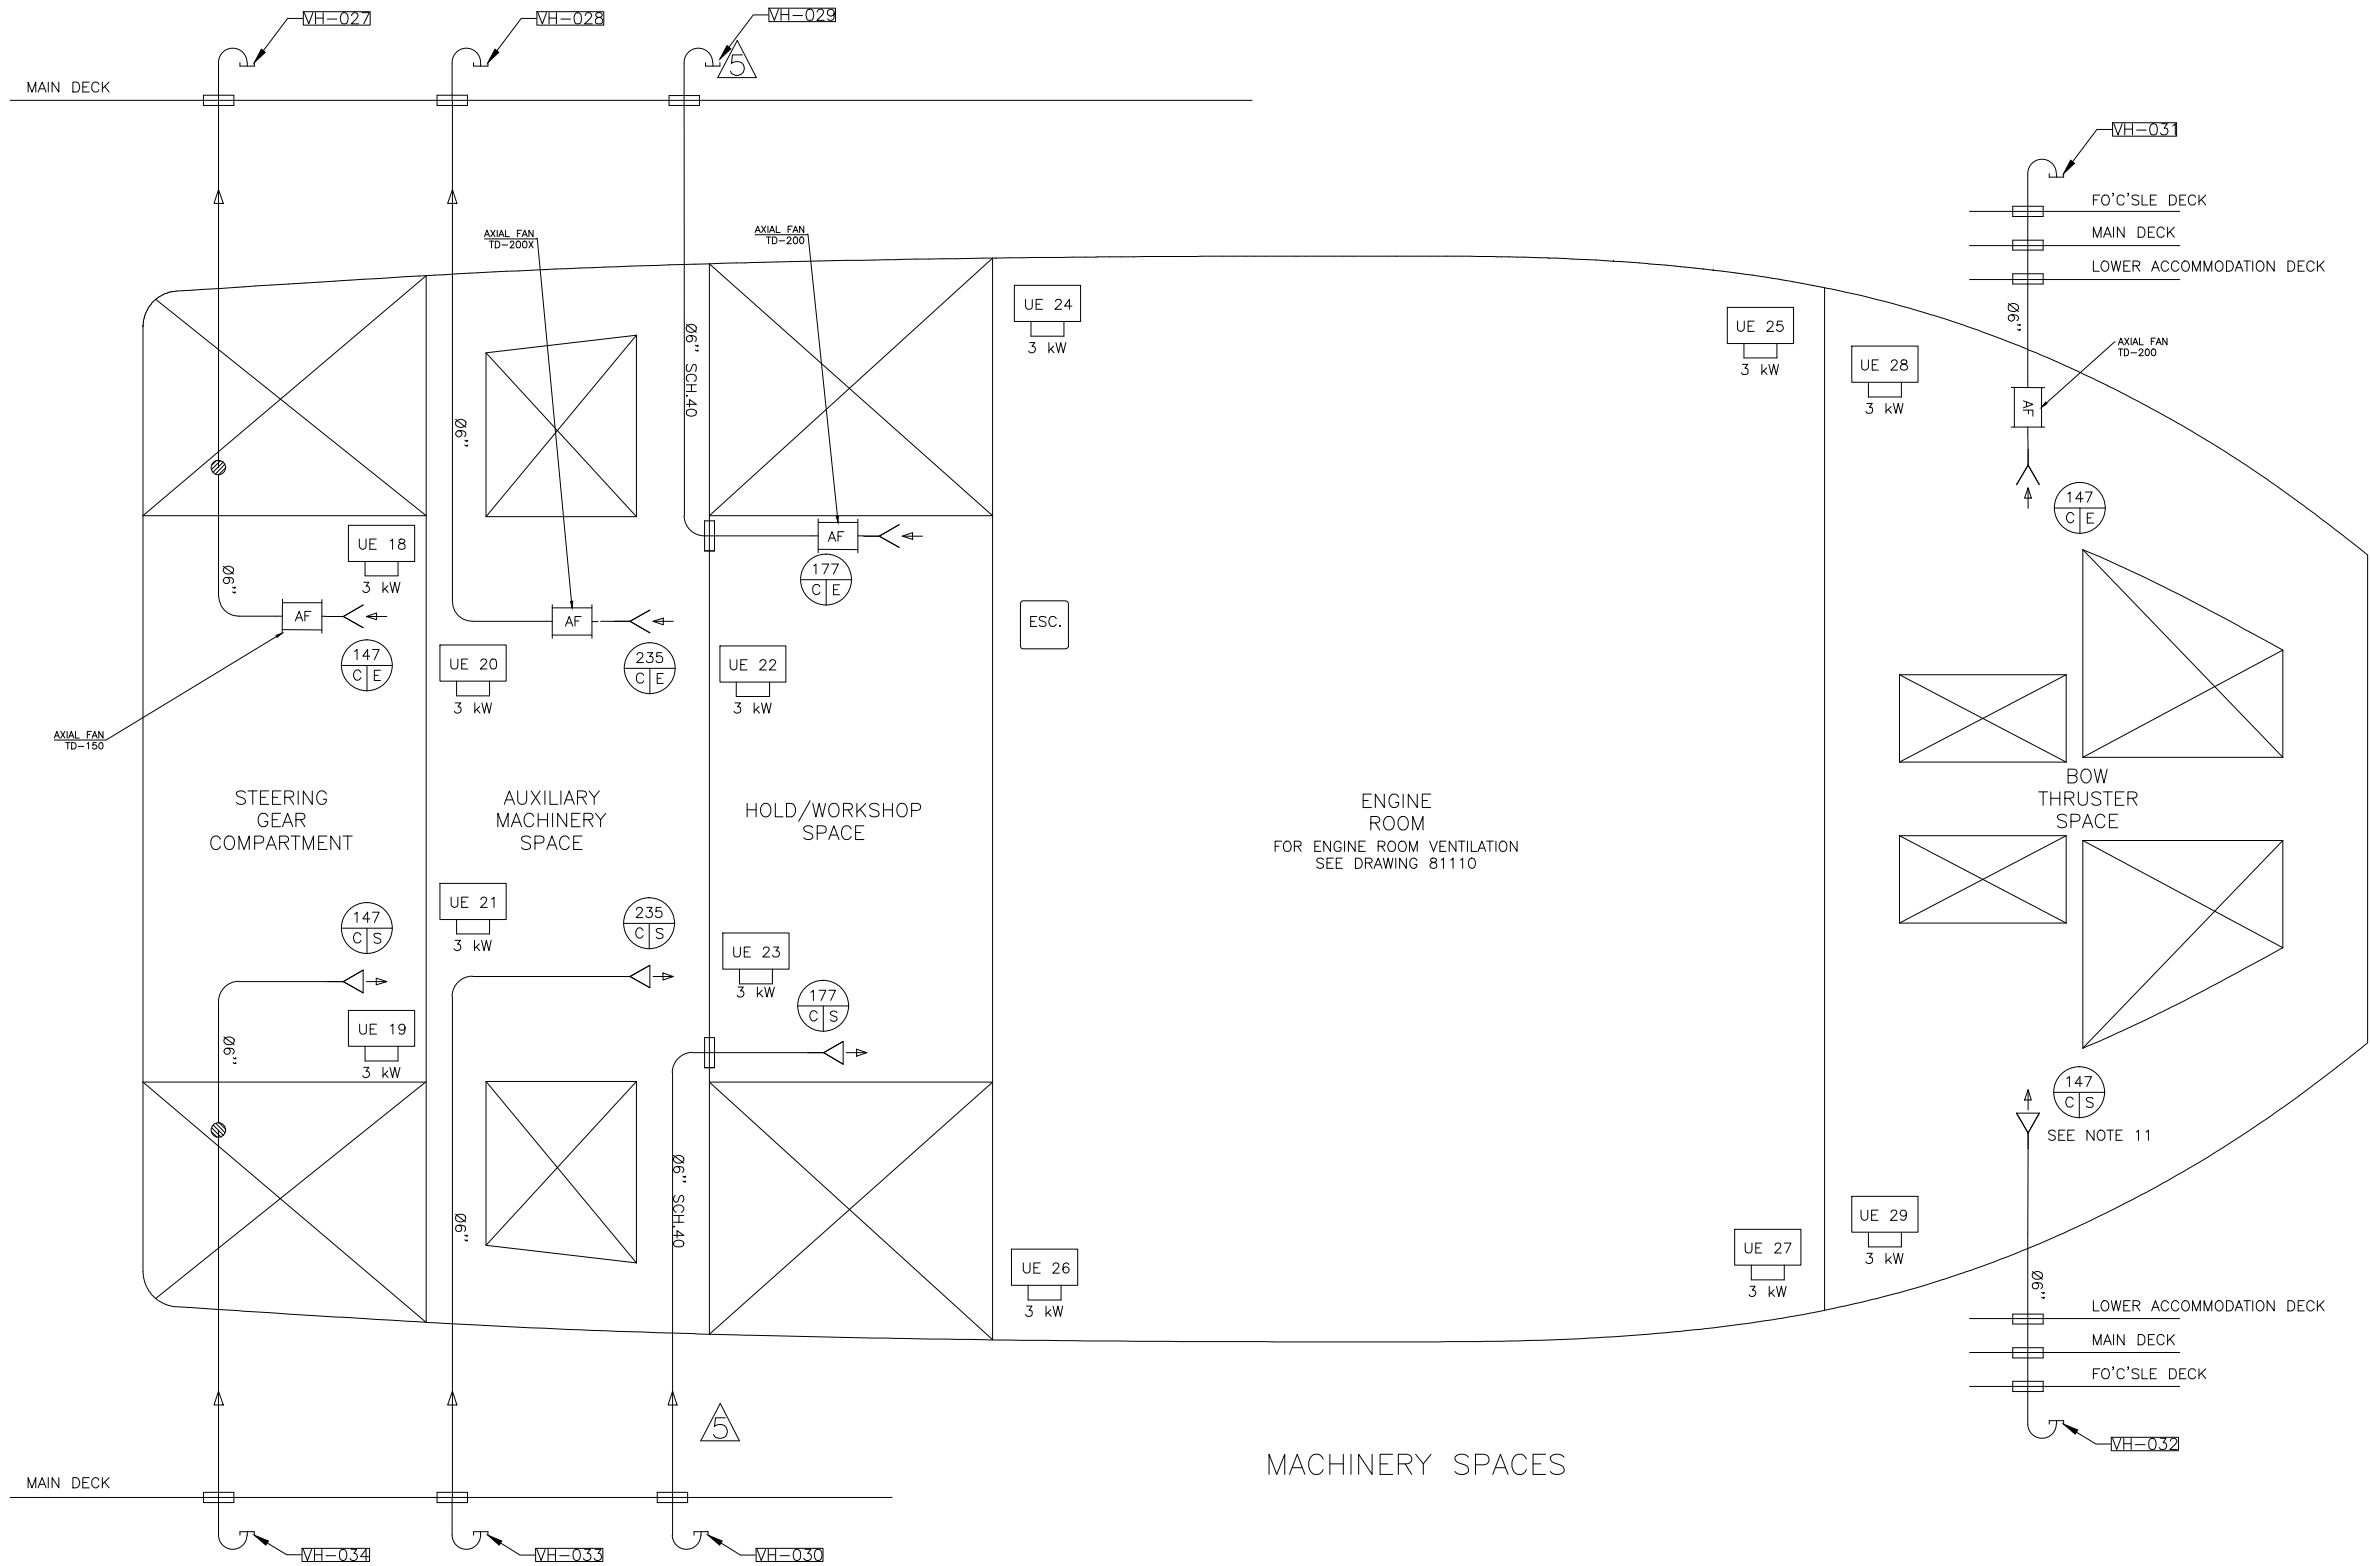 VH-027
VH-028
VH-029
5
MAIN DECK
VH-031
FO'C'SLE DECK
MAIN DECK
LOWER ACCOMMODATION DECK
Ø6"
AXIAL FAN
TD-200
AF
147
C E
AXIAL FAN
TD-200X
AXIAL FAN
TD-200
UE 24
3 kW
UE 25
3 kW
UE 28
3 kW
Ø6" SCH.40
Ø6"
UE 18
3 kW
Ø6"
AF
147
C E
AXIAL FAN
TD-150
AF
235
C E
UE 20
3 kW
AF
177
C E
UE 22
3 kW
ESC.
STEERING
GEAR
COMPARTMENT
AUXILIARY
MACHINERY
SPACE
HOLD/WORKSHOP
SPACE
ENGINE
ROOM
FOR ENGINE ROOM VENTILATION
SEE DRAWING 81110
BOW
THRUSTER
SPACE
147
C S
UE 21
3 kW
235
C S
UE 23
3 kW
177
C S
UE 19
3 kW
Ø6"
147
C S
SEE NOTE 11
Ø6"
Ø6" SCH.40
UE 26
3 kW
UE 27
3 kW
UE 29
3 kW
Ø6"
LOWER ACCOMMODATION DECK
MAIN DECK
FO'C'SLE DECK
VH-032
5
MACHINERY SPACES
MAIN DECK
VH-034
VH-033
VH-030